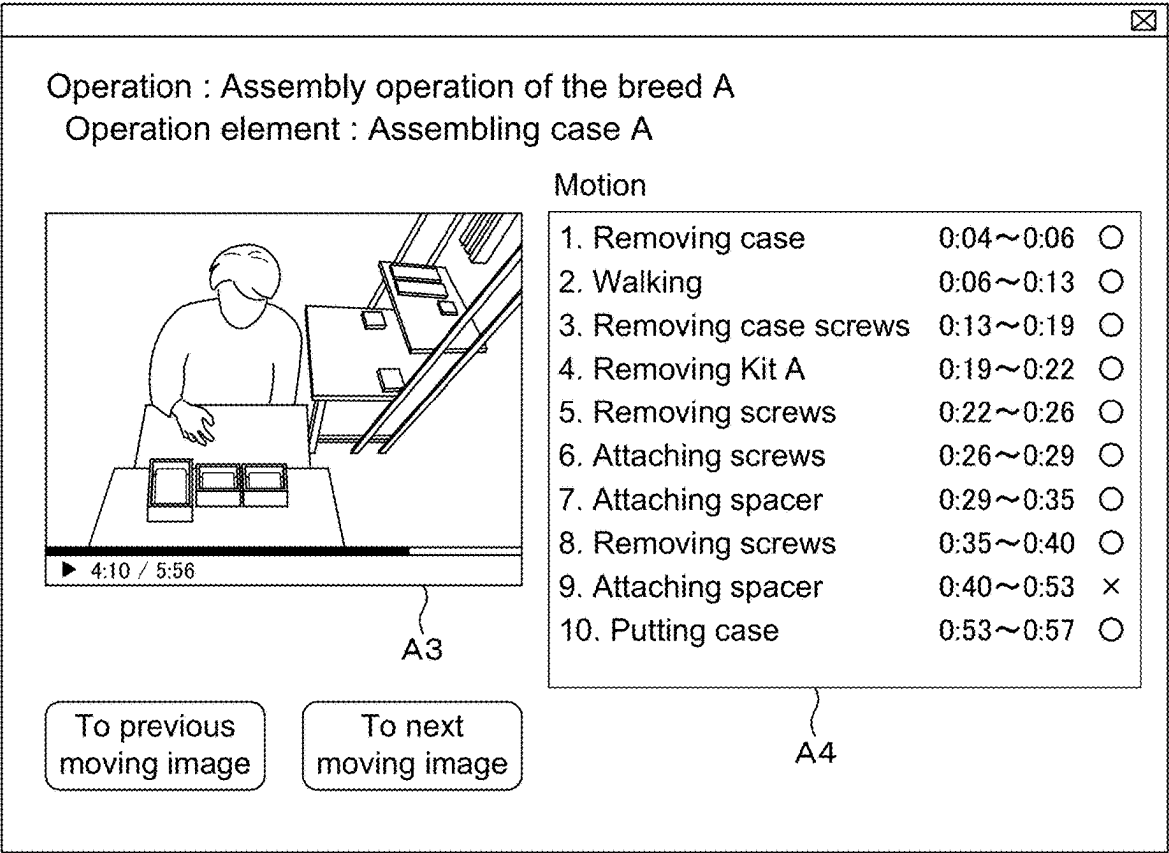 Operation : Assembly operation of the breed A
Operation element : Assembling case A
Motion
1. Removing case 0:04～0:06 ○
2. Walking 0:06～0:13 ○
3. Removing case screws 0:13～0:19 ○
4. Removing Kit A 0:19～0:22 ○
5. Removing screws 0:22～0:26 ○
6. Attaching screws 0:26～0:29 ○
7. Attaching spacer 0:29～0:35 ○
8. Removing screws 0:35～0:40 ○
9. Attaching spacer 0:40～0:53 ×
10. Putting case 0:53～0:57 ○
4:10 / 5:56
A3
A4
To previous
moving image
To next
moving image